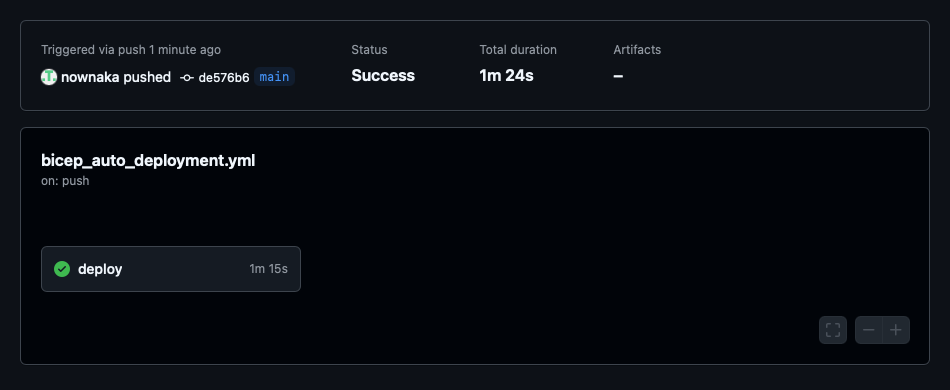 Triggered via push 1 minute ago
nownaka pushed de576b6 main
Status
Success
Total duration
1m 24s
Artifacts
–
bicep_auto_deployment.yml
on: push
deploy 1m 15s